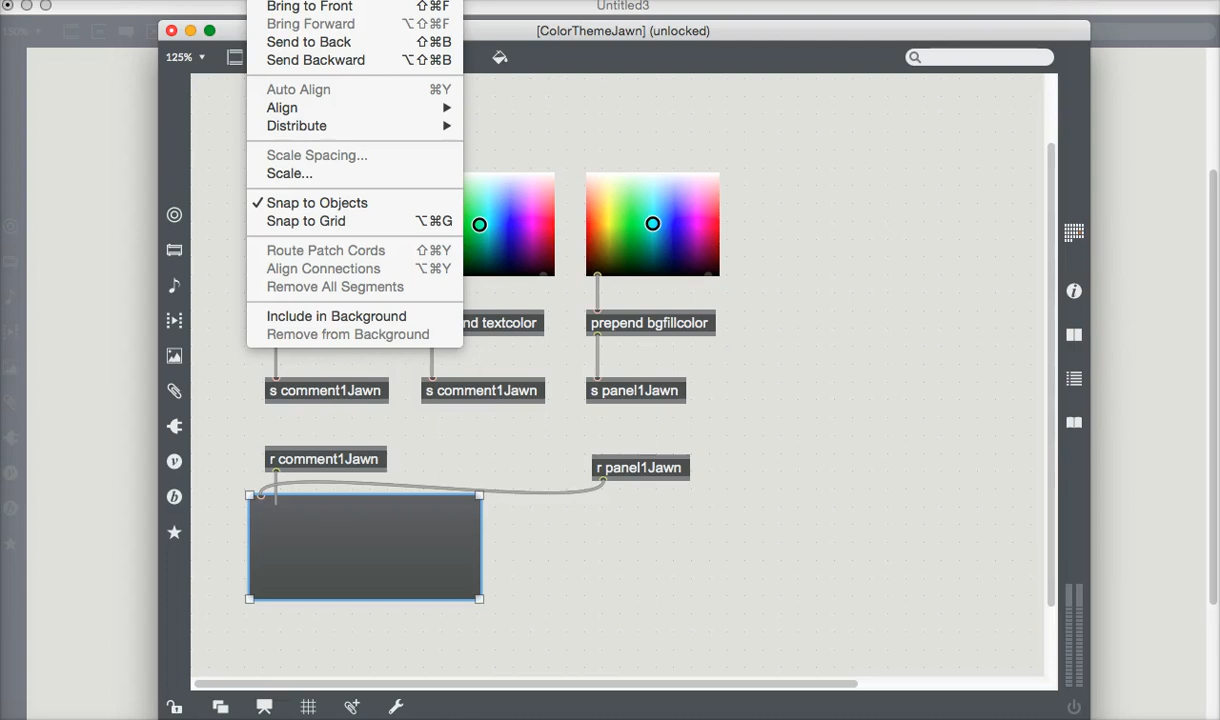 Untitled3
Bring to Front ⇧⌘F
[ColorThemeJawn] (unlocked)
Bring Forward ⌥⇧⌘F
Send to Back ⇧⌘B
125%
Send Backward ⌥⇧⌘B
Auto Align ⌘Y
Align
Distribute
Scale Spacing...
Scale...
✓ Snap to Objects
Snap to Grid ⌥⌘G
Route Patch Cords ⇧⌘Y
Align Connections ⌥⌘Y
Remove All Segments
Include in Background
Remove from Background
nd textcolor
prepend bgfillcolor
s comment1Jawn
s comment1Jawn
s panel1Jawn
r comment1Jawn
r panel1Jawn